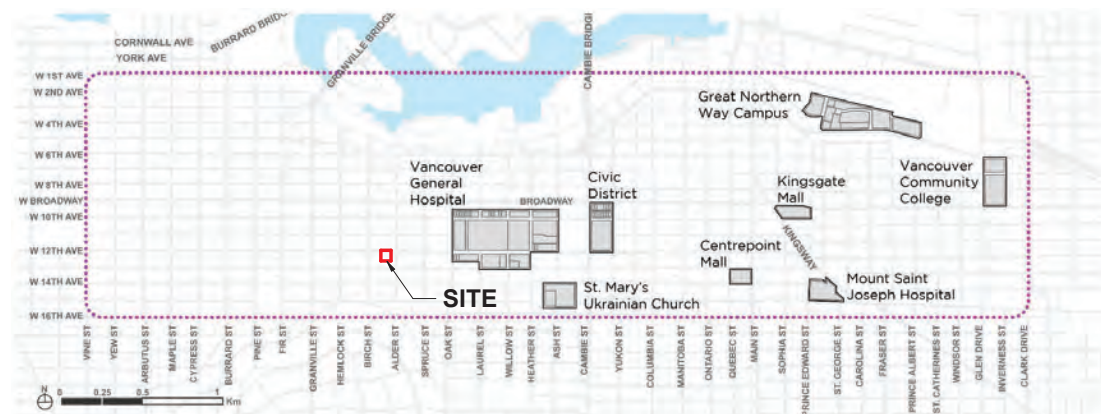 CORNWALL AVE
YORK AVE
BURRARD BRIDGE
GRANVILLE BRIDGE
CAMBIE BRIDGE
W 1ST AVE
W 2ND AVE
W 4TH AVE
W 6TH AVE
W 8TH AVE
W BROADWAY
W 10TH AVE
W 12TH AVE
W 14TH AVE
W 16TH AVE
Great Northern
Way Campus
Vancouver
General
Hospital
BROADWAY
Civic
District
Kingsgate
Mall
Vancouver
Community
College
KINGSWAY
Centrepoint
Mall
Mount Saint
Joseph Hospital
St. Mary's
Ukrainian Church
SITE
VINE ST
YEW ST
ARBUTUS ST
MAPLE ST
CYPRESS ST
BURRARD ST
PINE ST
FIR ST
GRANVILLE ST
HEMLOCK ST
BIRCH ST
ALDER ST
SPRUCE ST
OAK ST
LAUREL ST
WILLOW ST
HEATHER ST
ASH ST
CAMBIE ST
YUKON ST
COLUMBIA ST
MANITOBA ST
ONTARIO ST
QUEBEC ST
MAIN ST
SOPHIA ST
PRINCE EDWARD ST
ST. GEORGE ST
CAROLINA ST
FRASER ST
PRINCE ALBERT ST
ST. CATHERINES ST
WINDSOR ST
GLEN DRIVE
INVERNESS ST
CLARK DRIVE
N
0 0.25 0.5 1
Km